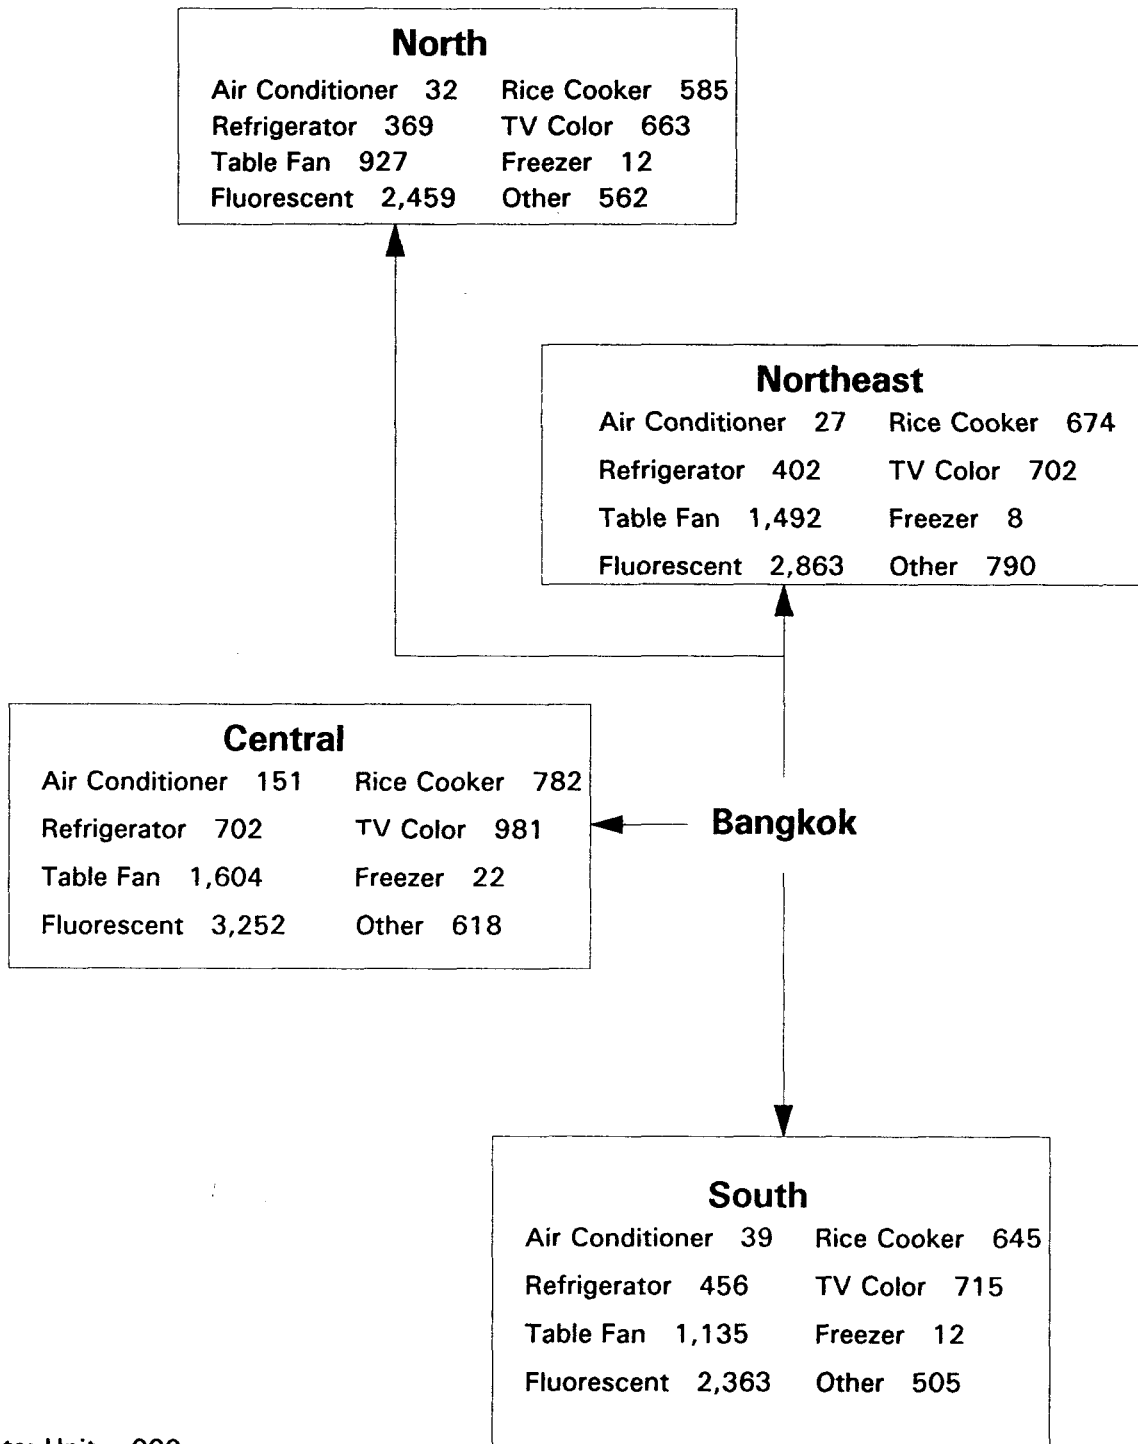 North
Air Conditioner 32 Rice Cooker 585
Refrigerator 369 TV Color 663
Table Fan 927 Freezer 12
Fluorescent 2,459 Other 562
Northeast
Air Conditioner 27 Rice Cooker 674
Refrigerator 402 TV Color 702
Table Fan 1,492 Freezer 8
Fluorescent 2,863 Other 790
Central
Air Conditioner 151 Rice Cooker 782
Refrigerator 702 TV Color 981
Table Fan 1,604 Freezer 22
Fluorescent 3,252 Other 618
Bangkok
South
Air Conditioner 39 Rice Cooker 645
Refrigerator 456 TV Color 715
Table Fan 1,135 Freezer 12
Fluorescent 2,363 Other 505